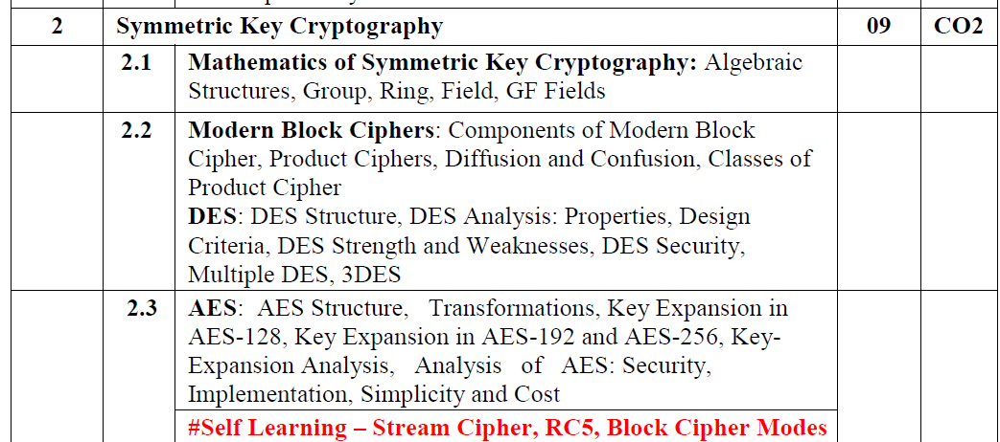 2 Symmetric Key Cryptography 09 CO2
2.1 Mathematics of Symmetric Key Cryptography: Algebraic
Structures, Group, Ring, Field, GF Fields
2.2 Modern Block Ciphers: Components of Modern Block
Cipher, Product Ciphers, Diffusion and Confusion, Classes of
Product Cipher
DES: DES Structure, DES Analysis: Properties, Design
Criteria, DES Strength and Weaknesses, DES Security,
Multiple DES, 3DES
2.3 AES: AES Structure, Transformations, Key Expansion in
AES-128, Key Expansion in AES-192 and AES-256, Key-
Expansion Analysis, Analysis of AES: Security,
Implementation, Simplicity and Cost
#Self Learning – Stream Cipher, RC5, Block Cipher Modes